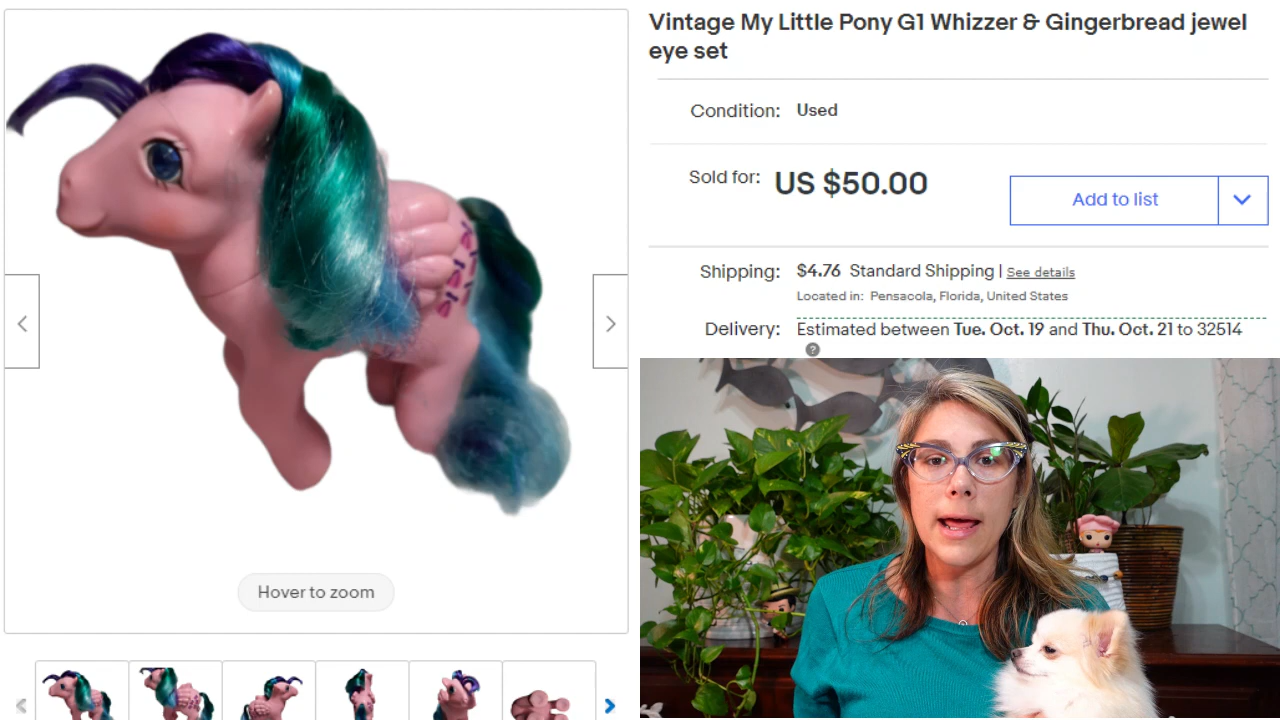 Vintage My Little Pony G1 Whizzer & Gingerbread jewel
eye set
Condition: Used
Sold for: US $50.00
Add to list
Shipping: $4.76 Standard Shipping | See details
Located in: Pensacola, Florida, United States
Delivery: Estimated between Tue. Oct. 19 and Thu. Oct. 21 to 32514
?
Hover to zoom